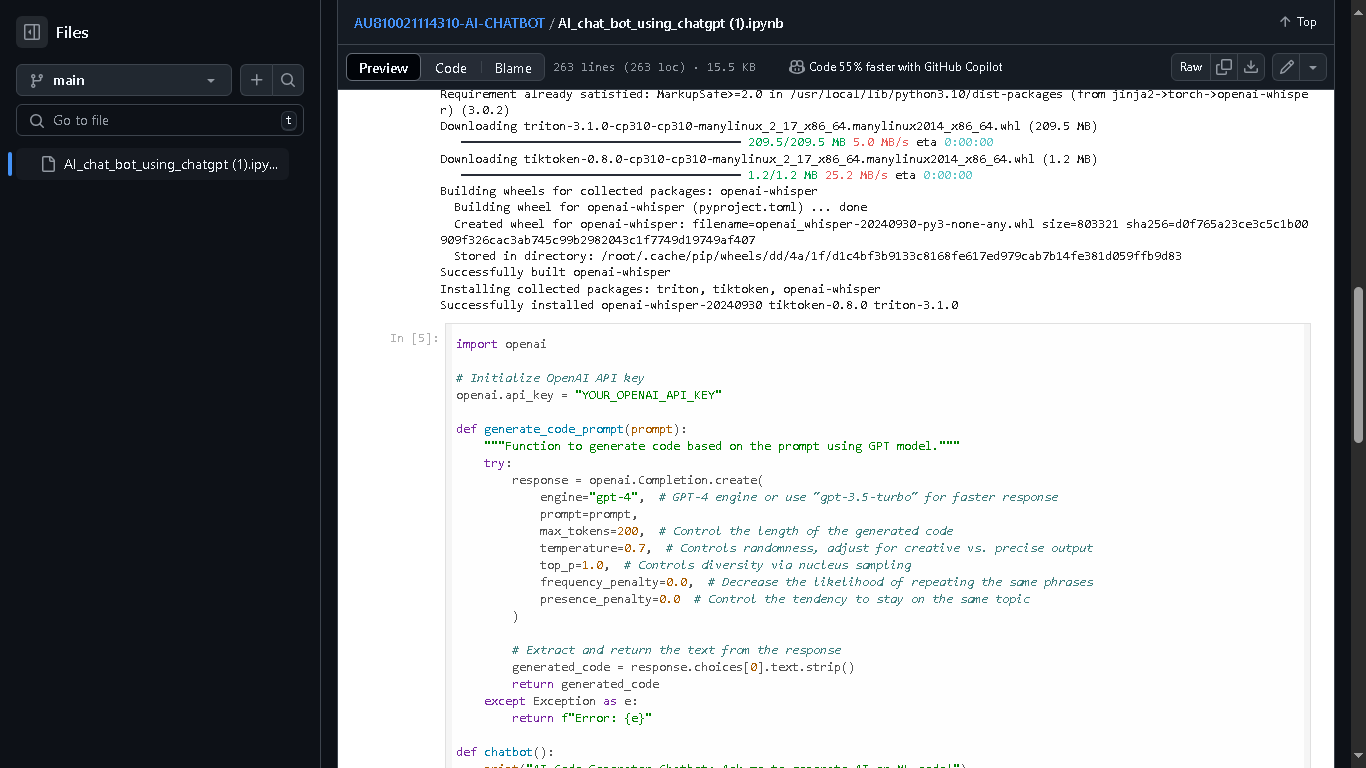 Files
main
Go to file
t
AI_chat_bot_using_chatgpt (1).ipy...
AU810021114310-AI-CHATBOT / AI_chat_bot_using_chatgpt (1).ipynb
Top
Preview Code Blame 263 lines (263 loc) · 15.5 KB Code 55% faster with GitHub Copilot Raw
Requirement already satisfied: MarkupSafe>=2.0 in /usr/local/lib/python3.10/dist-packages (from jinja2->torch->openai-whispe
r) (3.0.2)
Downloading triton-3.1.0-cp310-cp310-manylinux_2_17_x86_64.manylinux2014_x86_64.whl (209.5 MB)
209.5/209.5 MB 5.0 MB/s eta 0:00:00
Downloading tiktoken-0.8.0-cp310-cp310-manylinux_2_17_x86_64.manylinux2014_x86_64.whl (1.2 MB)
1.2/1.2 MB 25.2 MB/s eta 0:00:00
Building wheels for collected packages: openai-whisper
  Building wheel for openai-whisper (pyproject.toml) ... done
  Created wheel for openai-whisper: filename=openai_whisper-20240930-py3-none-any.whl size=803321 sha256=d0f765a23ce3c5c1b00
909f326cac3ab745c99b2982043c1f7749d19749af407
  Stored in directory: /root/.cache/pip/wheels/dd/4a/1f/d1c4bf3b9133c8168fe617ed979cab7b14fe381d059ffb9d83
Successfully built openai-whisper
Installing collected packages: triton, tiktoken, openai-whisper
Successfully installed openai-whisper-20240930 tiktoken-0.8.0 triton-3.1.0
In [5]:
import openai
# Initialize OpenAI API key
openai.api_key = "YOUR_OPENAI_API_KEY"
def generate_code_prompt(prompt):
    """Function to generate code based on the prompt using GPT model."""
    try:
        response = openai.Completion.create(
            engine="gpt-4",  # GPT-4 engine or use "gpt-3.5-turbo" for faster response
            prompt=prompt,
            max_tokens=200,  # Control the length of the generated code
            temperature=0.7,  # Controls randomness, adjust for creative vs. precise output
            top_p=1.0,  # Controls diversity via nucleus sampling
            frequency_penalty=0.0,  # Decrease the likelihood of repeating the same phrases
            presence_penalty=0.0  # Control the tendency to stay on the same topic
        )
        # Extract and return the text from the response
        generated_code = response.choices[0].text.strip()
        return generated_code
    except Exception as e:
        return f"Error: {e}"
def chatbot():
    print("AI Code Generator Chatbot: Ask me to generate AI or ML code!")